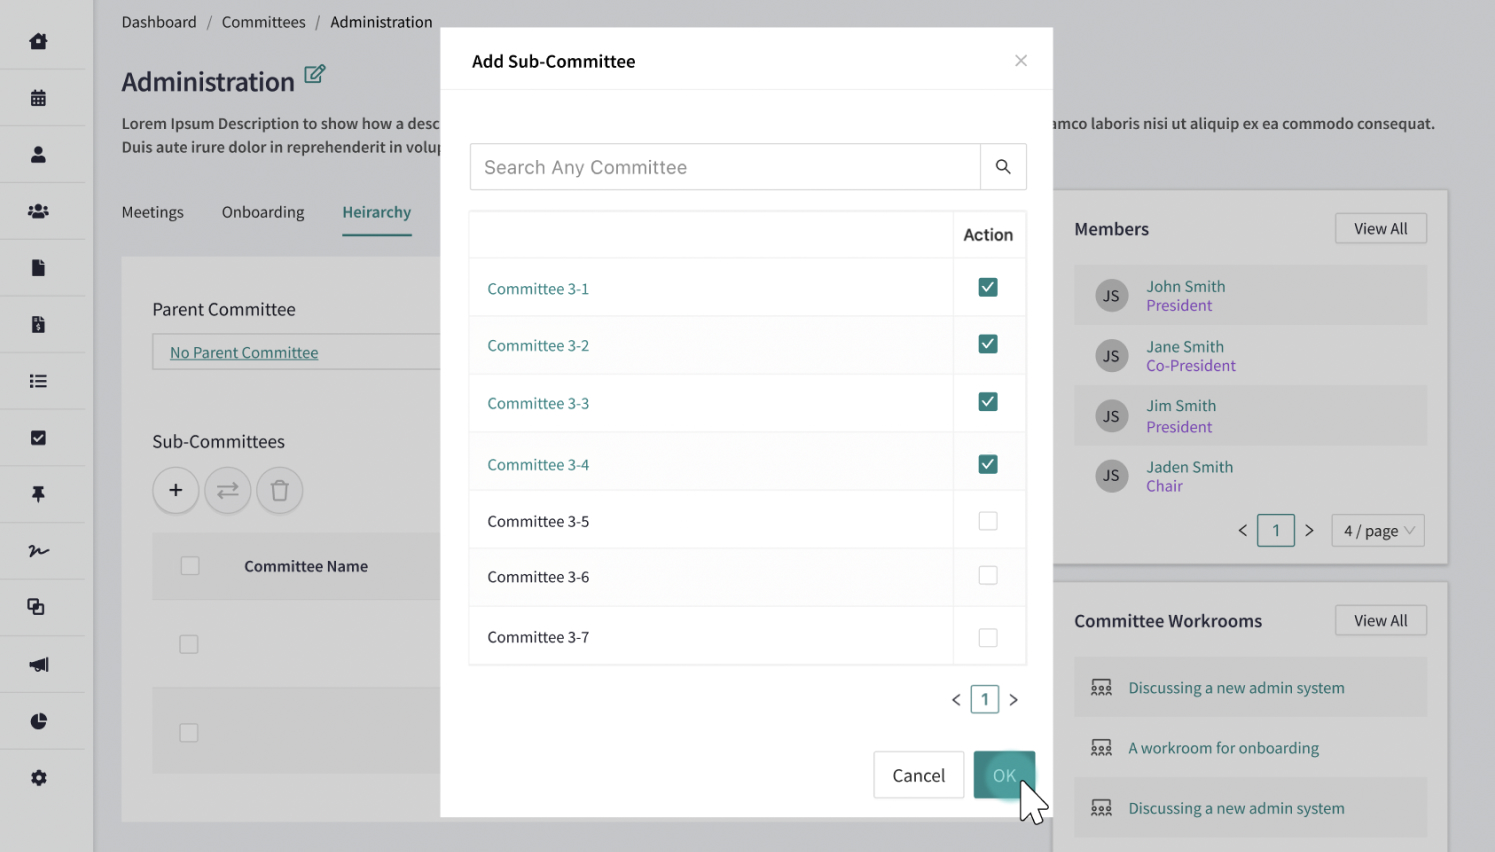 Dashboard / Committees / Administration
Administration
Lorem Ipsum Description to show how a desc
amco laboris nisi ut aliquip ex ea commodo consequat.
Duis aute irure dolor in reprehenderit in volup
Meetings Onboarding Heirarchy
Parent Committee
No Parent Committee
Sub-Committees
+
Committee Name
Add Sub-Committee
Search Any Committee
Action
Committee 3-1
Committee 3-2
Committee 3-3
Committee 3-4
Committee 3-5
Committee 3-6
Committee 3-7
< 1 >
Cancel OK
Members View All
JS John Smith
President
JS Jane Smith
Co-President
JS Jim Smith
President
JS Jaden Smith
Chair
< 1 > 4 / page
Committee Workrooms View All
Discussing a new admin system
A workroom for onboarding
Discussing a new admin system